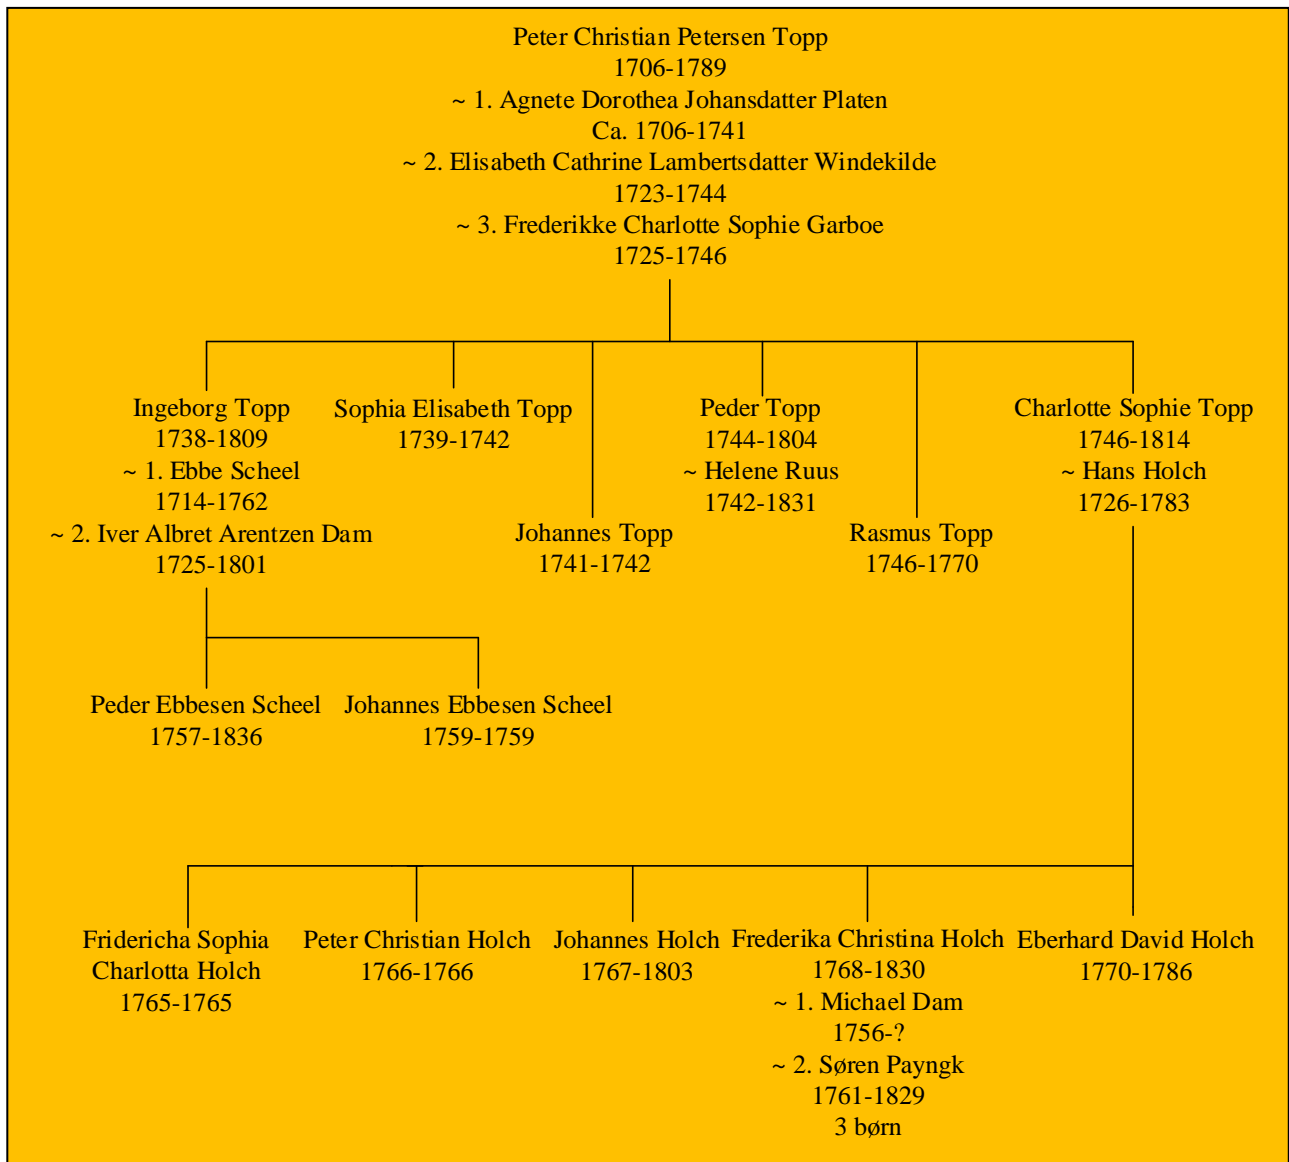 Peter Christian Petersen Topp
1706-1789
~ 1. Agnete Dorothea Johansdatter Platen
Ca. 1706-1741
~ 2. Elisabeth Cathrine Lambertsdatter Windekilde
1723-1744
~ 3. Frederikke Charlotte Sophie Garboe
1725-1746
Ingeborg Topp
1738-1809
~ 1. Ebbe Scheel
1714-1762
~ 2. Iver Albret Arentzen Dam
1725-1801
Sophia Elisabeth Topp
1739-1742
Johannes Topp
1741-1742
Peder Topp
1744-1804
~ Helene Ruus
1742-1831
Rasmus Topp
1746-1770
Charlotte Sophie Topp
1746-1814
~ Hans Holch
1726-1783
Peder Ebbesen Scheel
1757-1836
Johannes Ebbesen Scheel
1759-1759
Fridericha Sophia
Charlotta Holch
1765-1765
Peter Christian Holch
1766-1766
Johannes Holch
1767-1803
Frederika Christina Holch
1768-1830
~ 1. Michael Dam
1756-?
~ 2. Søren Payngk
1761-1829
3 børn
Eberhard David Holch
1770-1786